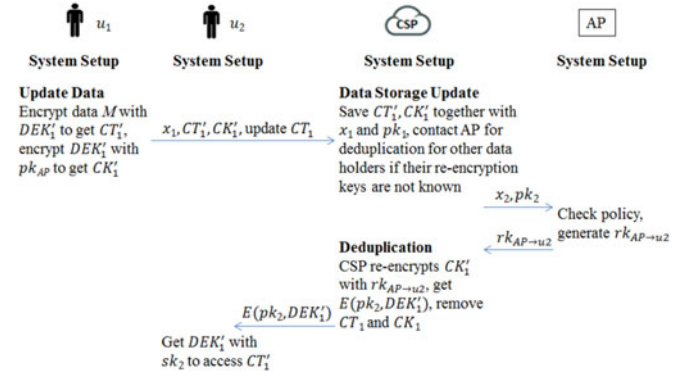 u₁ u₂ CSP AP
System Setup System Setup System Setup System Setup
Update Data
Encrypt data M with
DEK₁′ to get CT₁′,
encrypt DEK₁′ with
pk_AP to get CK₁′
x₁, CT₁′, CK₁′, update CT₁
Data Storage Update
Save CT₁′, CK₁′ together with
x₁ and pk₁, contact AP for
deduplication for other data
holders if their re-encryption
keys are not known
x₂, pk₂
Check policy,
generate rk_AP→u2
rk_AP→u2
Deduplication
CSP re-encrypts CK₁′
with rk_AP→u2, get
E(pk₂, DEK₁′), remove
CT₁ and CK₁
E(pk₂, DEK₁′)
Get DEK₁′ with
sk₂ to access CT₁′